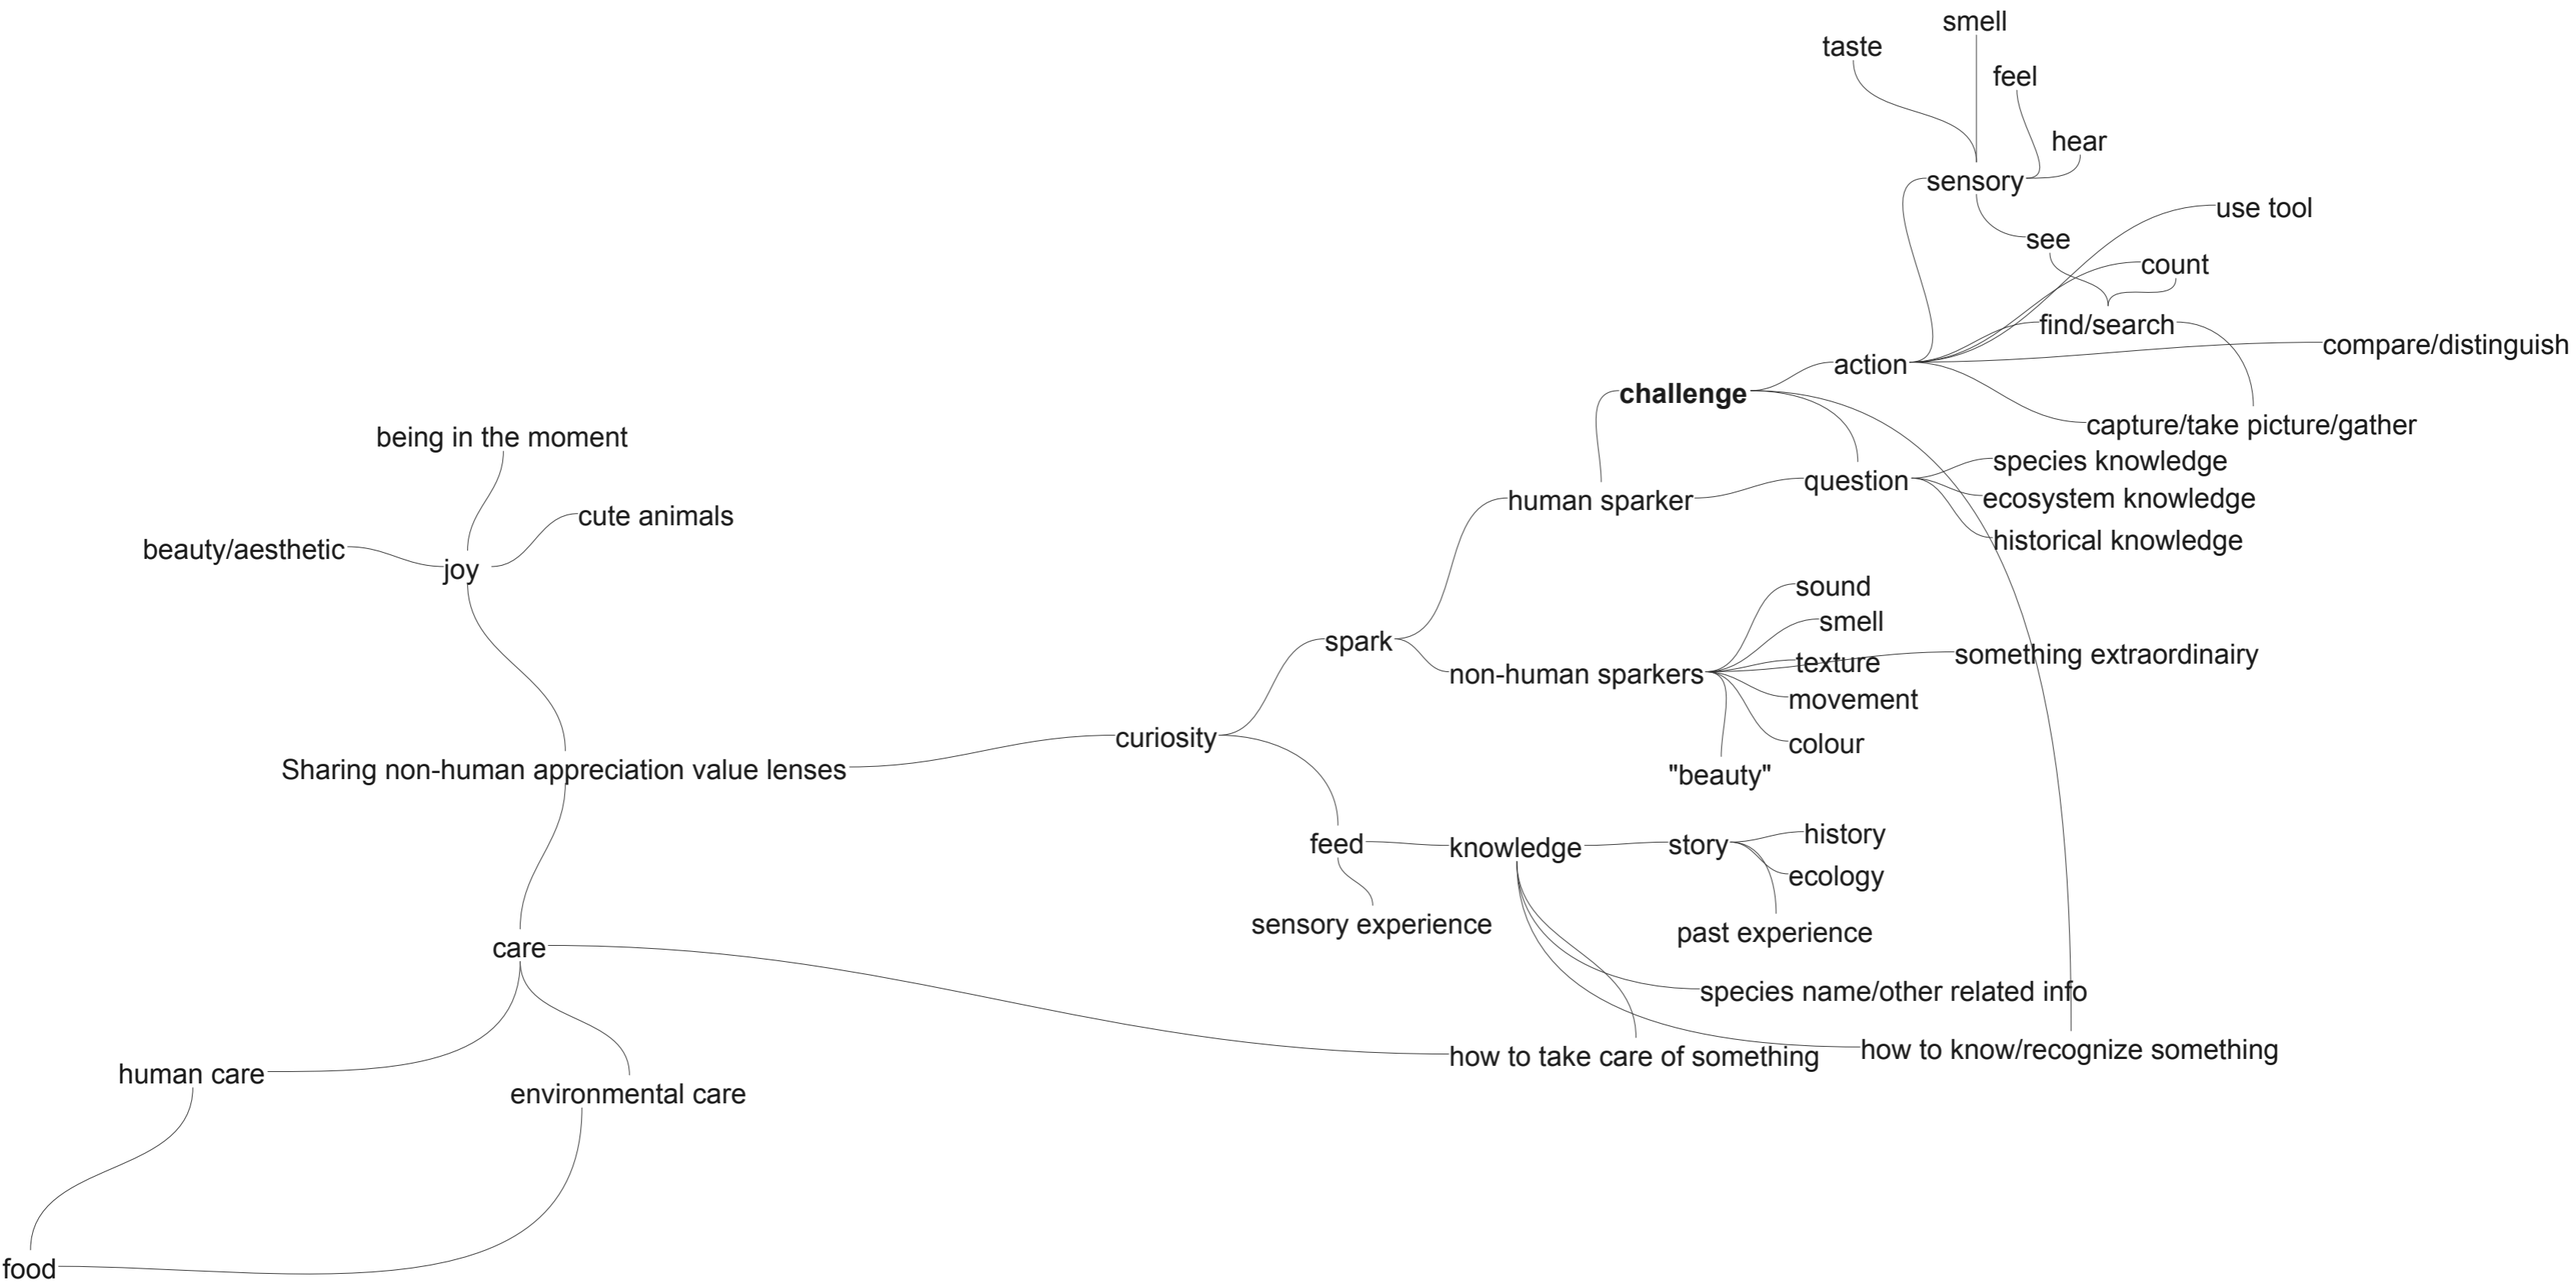 smell
taste
feel
hear
sensory
use tool
see
count
find/search
compare/distinguish
action
challenge
capture/take picture/gather
being in the moment
species knowledge
question
ecosystem knowledge
human sparker
cute animals
historical knowledge
beauty/aesthetic
joy
sound
smell
spark
something extraordinairy
texture
non-human sparkers
movement
curiosity
colour
Sharing non-human appreciation value lenses
"beauty"
history
feed
knowledge
story
ecology
sensory experience
past experience
care
species name/other related info
how to know/recognize something
how to take care of something
human care
environmental care
food